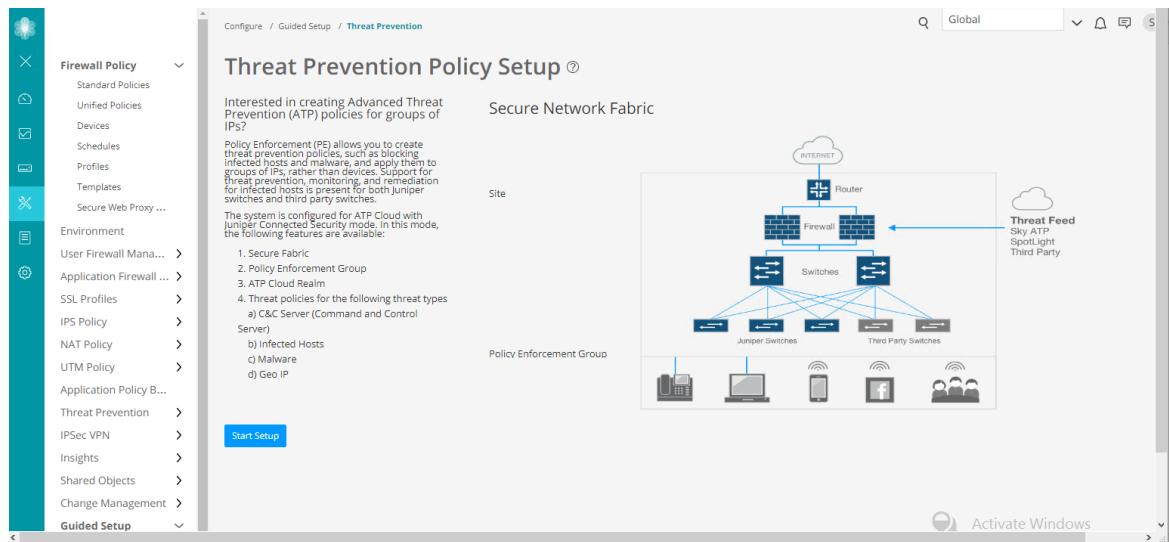 Configure / Guided Setup / Threat Prevention
Global
S
Firewall Policy
Standard Policies
Unified Policies
Devices
Schedules
Profiles
Templates
Secure Web Proxy ...
Environment
User Firewall Mana...
Application Firewall ...
SSL Profiles
IPS Policy
NAT Policy
UTM Policy
Application Policy B...
Threat Prevention
IPSec VPN
Insights
Shared Objects
Change Management
Guided Setup
Threat Prevention Policy Setup
Interested in creating Advanced Threat
Prevention (ATP) policies for groups of
IPs?
Policy Enforcement (PE) allows you to create
threat prevention policies, such as blocking
infected hosts and malware, and apply them to
groups of IPs, rather than devices. Support for
threat prevention, monitoring, and remediation
for infected hosts is present for both Juniper
switches and third party switches.
The system is configured for ATP Cloud with
Juniper Connected Security mode. In this mode,
the following features are available:
1. Secure Fabric
2. Policy Enforcement Group
3. ATP Cloud Realm
4. Threat policies for the following threat types
a) C&C Server (Command and Control
Server)
b) Infected Hosts
c) Malware
d) Geo IP
Start Setup
Secure Network Fabric
Site
Policy Enforcement Group
INTERNET
Router
Firewall
Switches
Juniper Switches
Third Party Switches
Threat Feed
Sky ATP
SpotLight
Third Party
Activate Windows